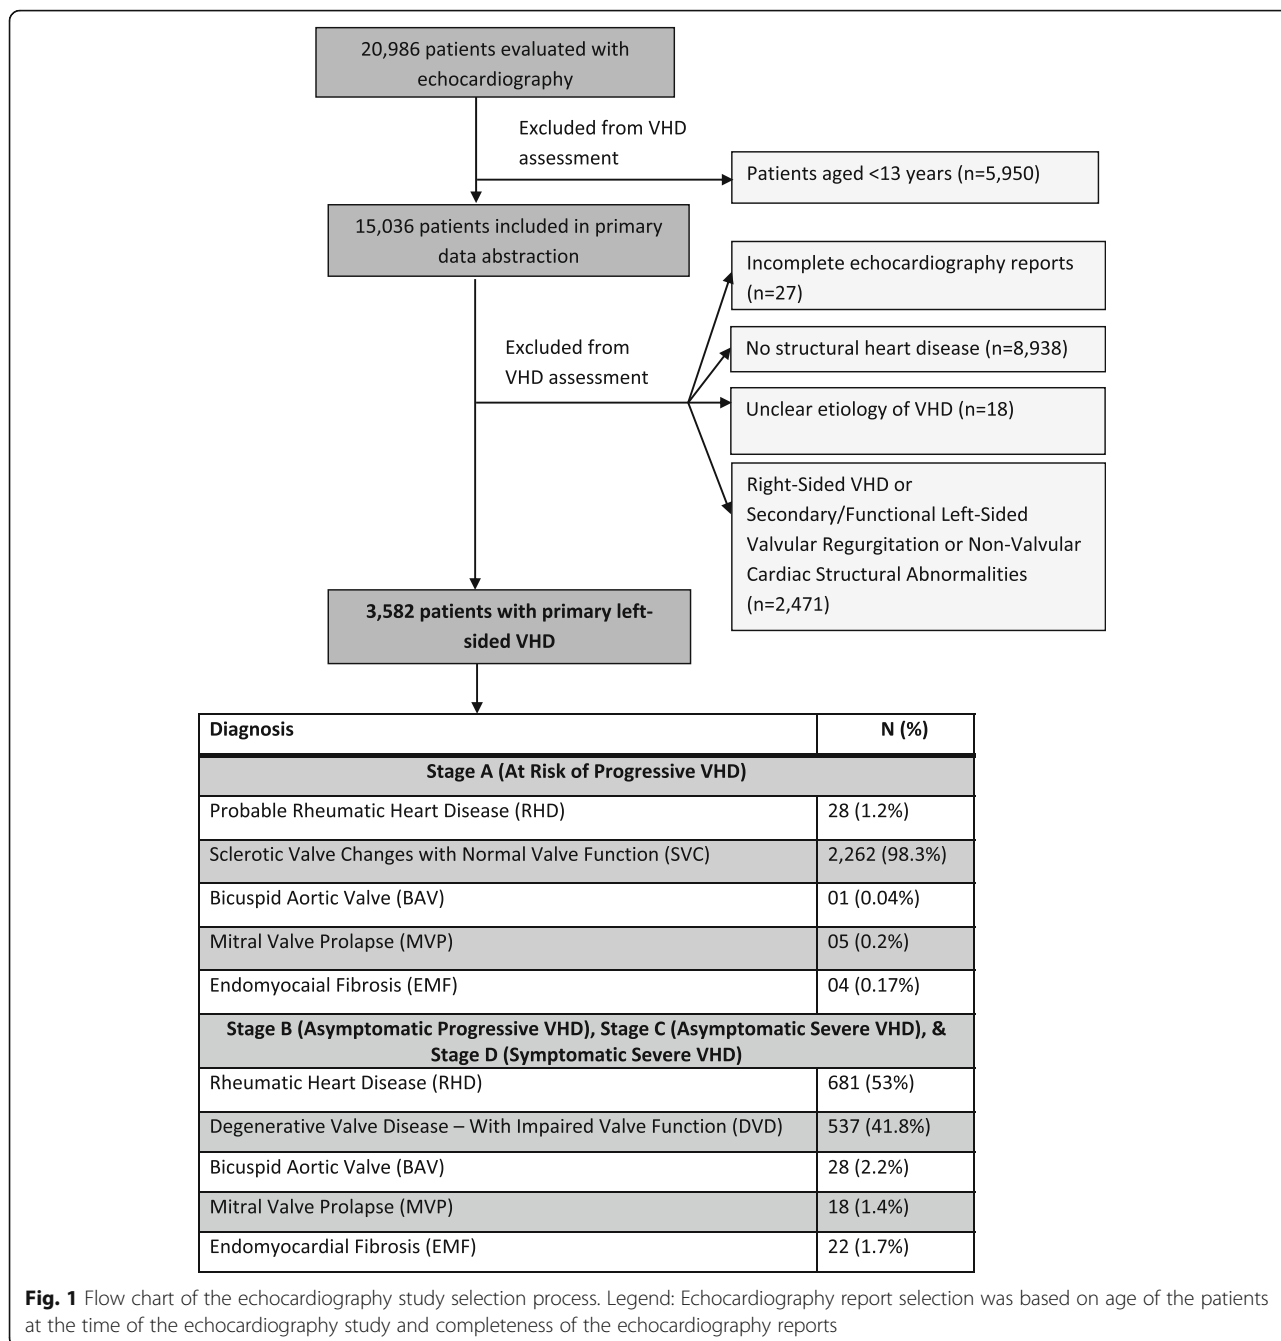 20,986 patients evaluated with
echocardiography
Excluded from VHD
assessment
Patients aged <13 years (n=5,950)
15,036 patients included in primary
data abstraction
Incomplete echocardiography reports
(n=27)
Excluded from
VHD assessment
No structural heart disease (n=8,938)
Unclear etiology of VHD (n=18)
Right-Sided VHD or
Secondary/Functional Left-Sided
Valvular Regurgitation or Non-Valvular
Cardiac Structural Abnormalities
(n=2,471)
3,582 patients with primary left-
sided VHD
Diagnosis N (%)
Stage A (At Risk of Progressive VHD)
Probable Rheumatic Heart Disease (RHD) 28 (1.2%)
Sclerotic Valve Changes with Normal Valve Function (SVC) 2,262 (98.3%)
Bicuspid Aortic Valve (BAV) 01 (0.04%)
Mitral Valve Prolapse (MVP) 05 (0.2%)
Endomyocaial Fibrosis (EMF) 04 (0.17%)
Stage B (Asymptomatic Progressive VHD), Stage C (Asymptomatic Severe VHD), &
Stage D (Symptomatic Severe VHD)
Rheumatic Heart Disease (RHD) 681 (53%)
Degenerative Valve Disease – With Impaired Valve Function (DVD) 537 (41.8%)
Bicuspid Aortic Valve (BAV) 28 (2.2%)
Mitral Valve Prolapse (MVP) 18 (1.4%)
Endomyocardial Fibrosis (EMF) 22 (1.7%)
Fig. 1 Flow chart of the echocardiography study selection process. Legend: Echocardiography report selection was based on age of the patients
at the time of the echocardiography study and completeness of the echocardiography reports